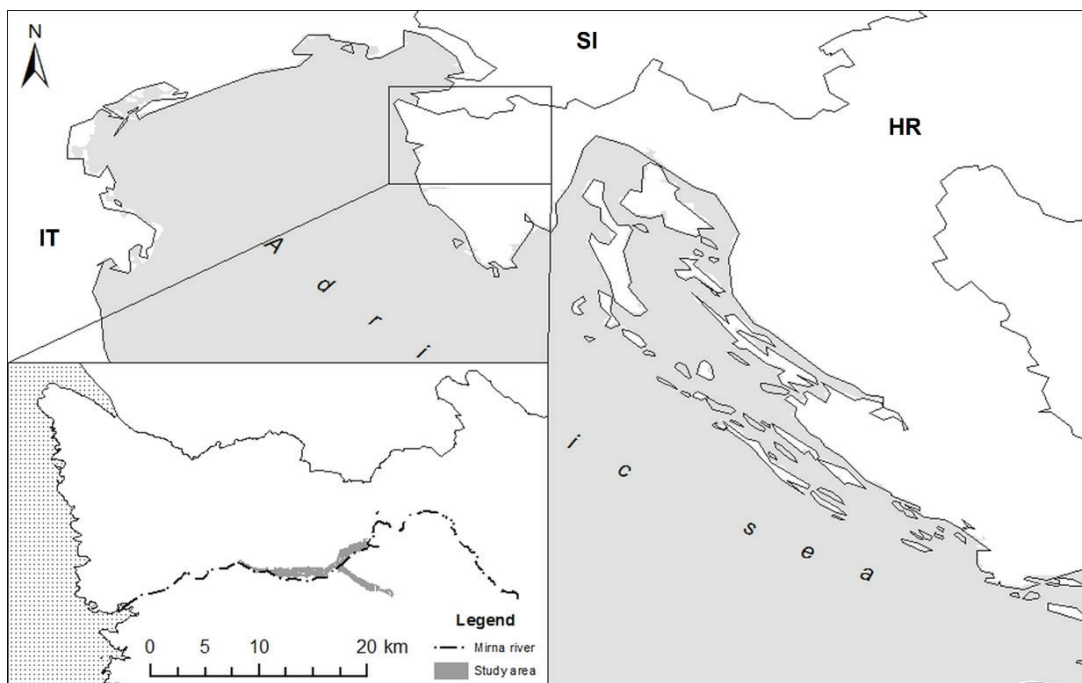 N
SI
HR
IT
A d r i
i c s e a
Legend
Mirna river
Study area
0 5 10 20 km